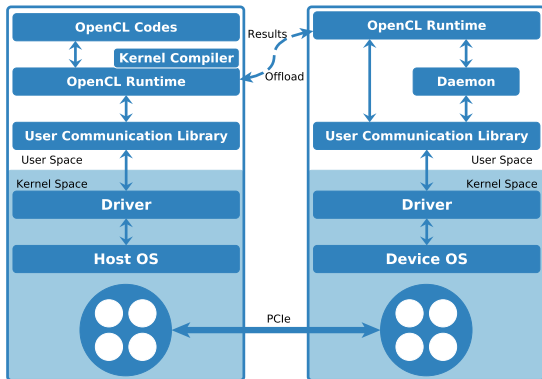 OpenCL Codes
Kernel Compiler
OpenCL Runtime
User Communication Library
User Space
Kernel Space
Driver
Host OS
Results
Offload
PCIe
OpenCL Runtime
Daemon
User Communication Library
User Space
Kernel Space
Driver
Device OS